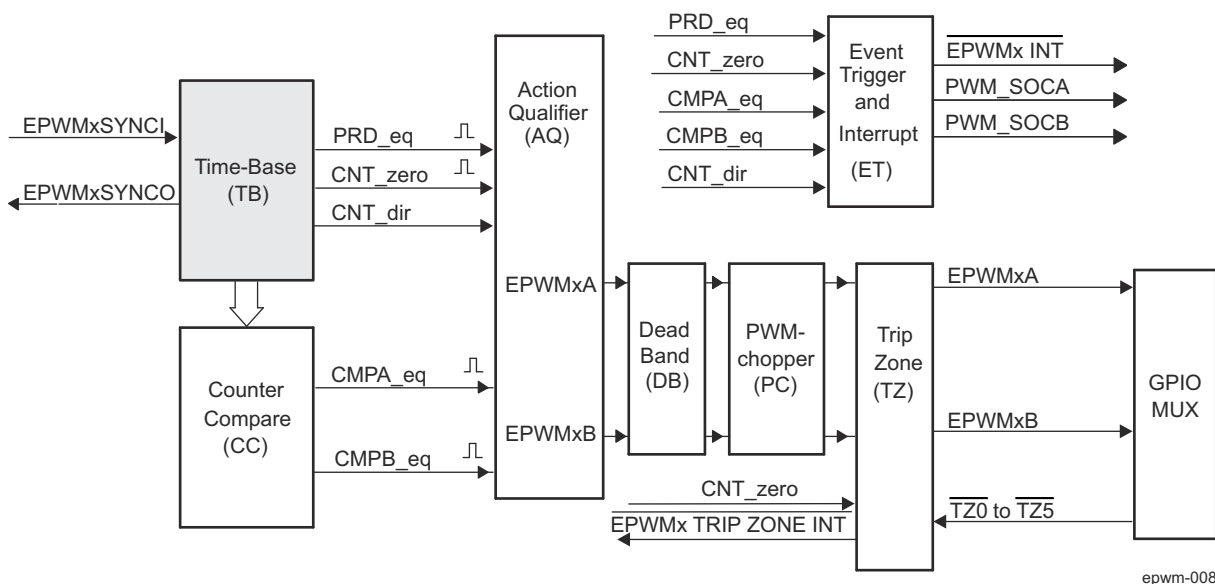 EPWMxSYNCI
EPWMxSYNCO
Time-Base
(TB)
PRD_eq
CNT_zero
CNT_dir
Counter
Compare
(CC)
CMPA_eq
CMPB_eq
Action
Qualifier
(AQ)
EPWMxA
EPWMxB
PRD_eq
CNT_zero
CMPA_eq
CMPB_eq
CNT_dir
Event
Trigger
and
Interrupt
(ET)
EPWMx INT
PWM_SOCA
PWM_SOCB
Dead
Band
(DB)
PWM-
chopper
(PC)
Trip
Zone
(TZ)
CNT_zero
EPWMx TRIP ZONE INT
EPWMxA
EPWMxB
TZ0 to TZ5
GPIO
MUX
epwm-008